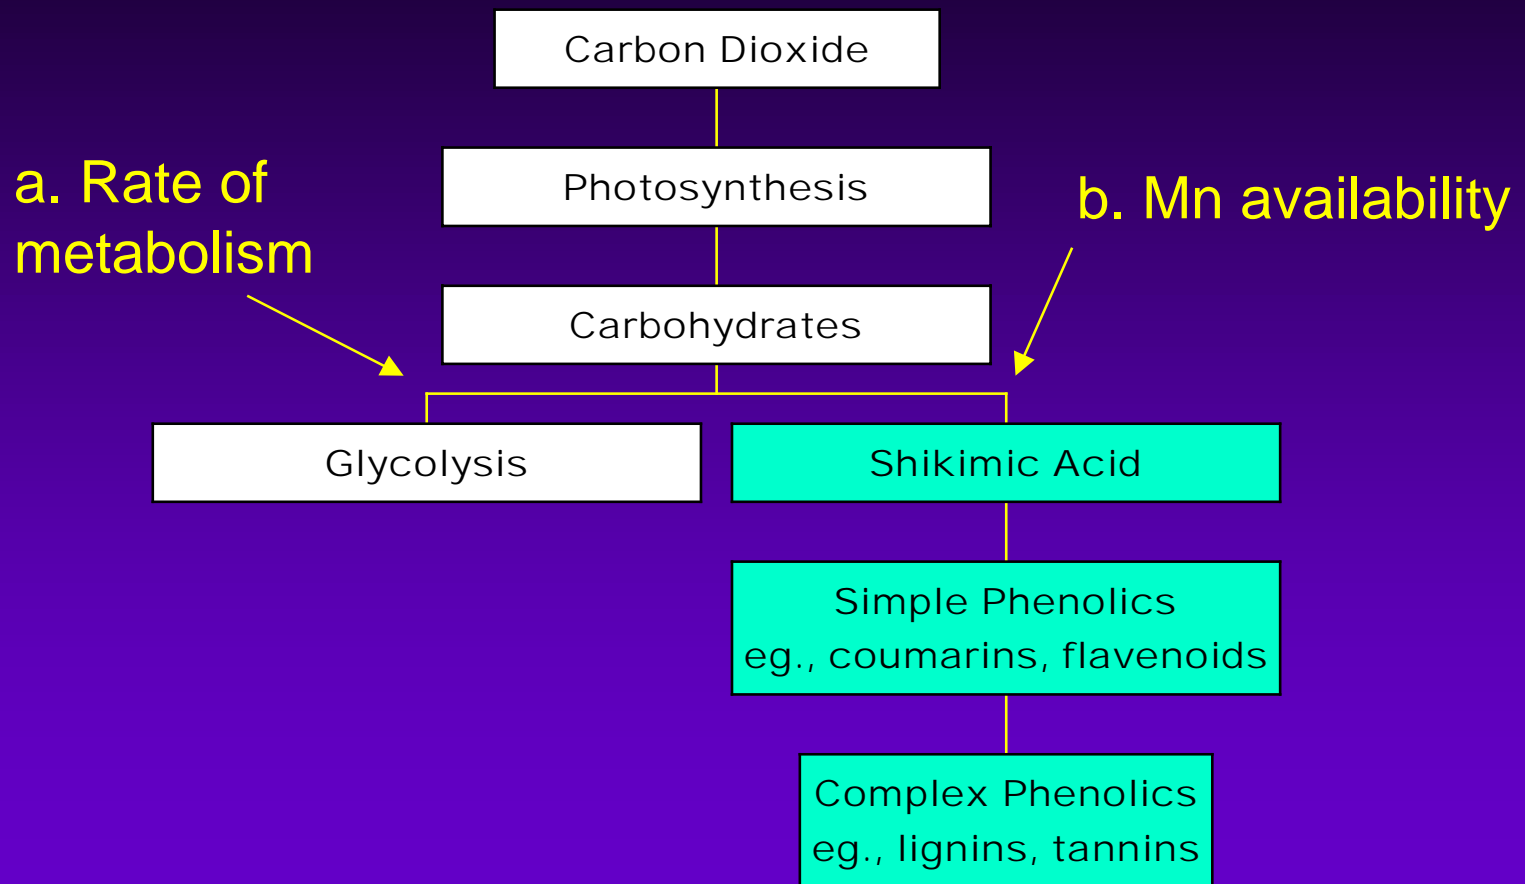 Carbon Dioxide
a. Rate of
metabolism
Photosynthesis
b. Mn availability
Carbohydrates
Glycolysis
Shikimic Acid
Simple Phenolics
eg., coumarins, flavenoids
Complex Phenolics
eg., lignins, tannins